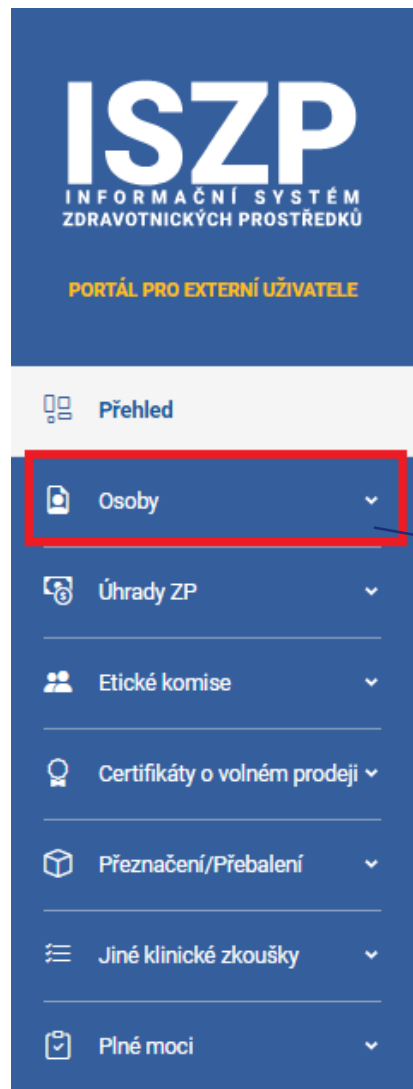 ISZP
INFORMAČNÍ SYSTÉM
ZDRAVOTNICKÝCH PROSTŘEDKŮ
PORTÁL PRO EXTERNÍ UŽIVATELE
Přehled
Osoby
Úhrady ZP
Etické komise
Certifikáty o volném prodeji
Přeznačení/Přebalení
Jiné klinické zkoušky
Plné moci